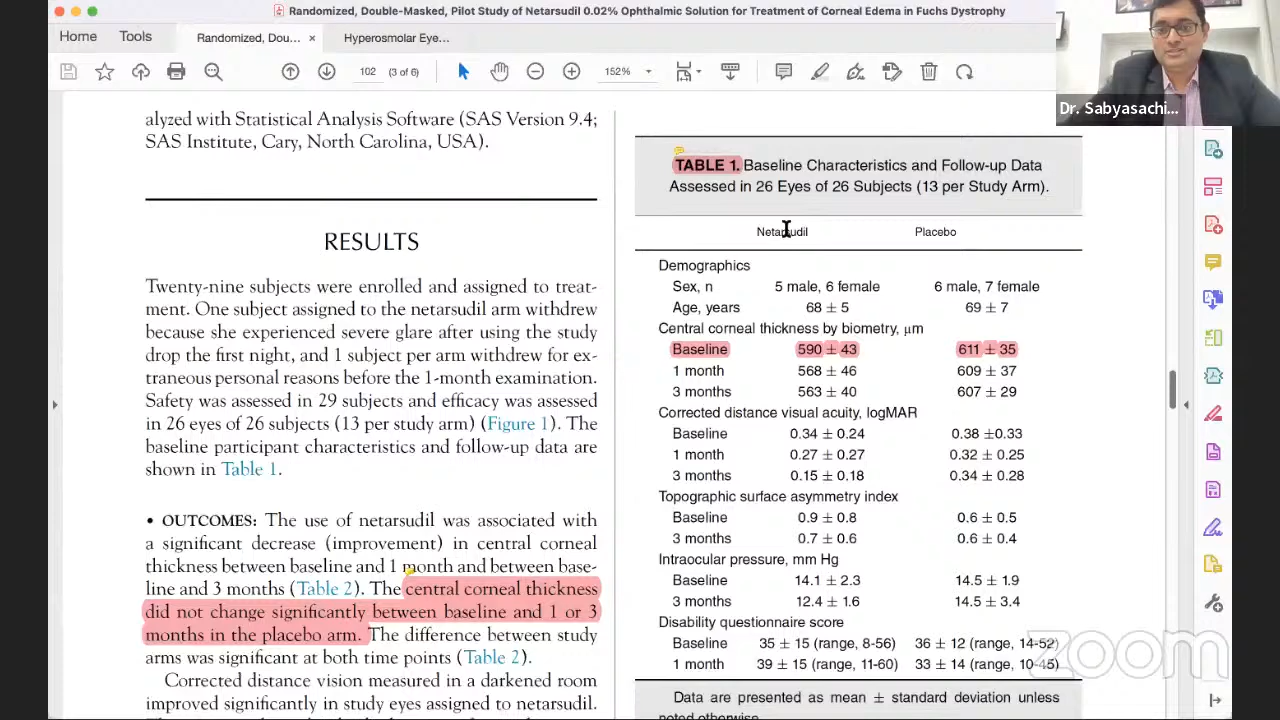 Randomized, Double-Masked, Pilot Study of Netarsudil 0.02% Ophthalmic Solution for Treatment of Corneal Edema in Fuchs Dystrophy
Home
Tools
Randomized, Dou...
Hyperosmolar Eye...
102
(3 of 6)
152%
Dr. Sabyasachi...
alyzed with Statistical Analysis Software (SAS Version 9.4;
SAS Institute, Cary, North Carolina, USA).
RESULTS
Twenty-nine subjects were enrolled and assigned to treat-
ment. One subject assigned to the netarsudil arm withdrew
because she experienced severe glare after using the study
drop the first night, and 1 subject per arm withdrew for ex-
traneous personal reasons before the 1-month examination.
Safety was assessed in 29 subjects and efficacy was assessed
in 26 eyes of 26 subjects (13 per study arm) (Figure 1). The
baseline participant characteristics and follow-up data are
shown in Table 1.
• OUTCOMES: The use of netarsudil was associated with
a significant decrease (improvement) in central corneal
thickness between baseline and 1 month and between base-
line and 3 months (Table 2). The central corneal thickness
did not change significantly between baseline and 1 or 3
months in the placebo arm. The difference between study
arms was significant at both time points (Table 2).
Corrected distance vision measured in a darkened room
improved significantly in study eyes assigned to netarsudil.
TABLE 1. Baseline Characteristics and Follow-up Data
Assessed in 26 Eyes of 26 Subjects (13 per Study Arm).
Netarsudil Placebo
Demographics
Sex, n 5 male, 6 female 6 male, 7 female
Age, years 68 ± 5 69 ± 7
Central corneal thickness by biometry, μm
Baseline 590 ± 43 611 ± 35
1 month 568 ± 46 609 ± 37
3 months 563 ± 40 607 ± 29
Corrected distance visual acuity, logMAR
Baseline 0.34 ± 0.24 0.38 ±0.33
1 month 0.27 ± 0.27 0.32 ± 0.25
3 months 0.15 ± 0.18 0.34 ± 0.28
Topographic surface asymmetry index
Baseline 0.9 ± 0.8 0.6 ± 0.5
3 months 0.7 ± 0.6 0.6 ± 0.4
Intraocular pressure, mm Hg
Baseline 14.1 ± 2.3 14.5 ± 1.9
3 months 12.4 ± 1.6 14.5 ± 3.4
Disability questionnaire score
Baseline 35 ± 15 (range, 8-56) 36 ± 12 (range, 14-52)
1 month 39 ± 15 (range, 11-60) 33 ± 14 (range, 10-45)
Data are presented as mean ± standard deviation unless
noted otherwise.
zoom